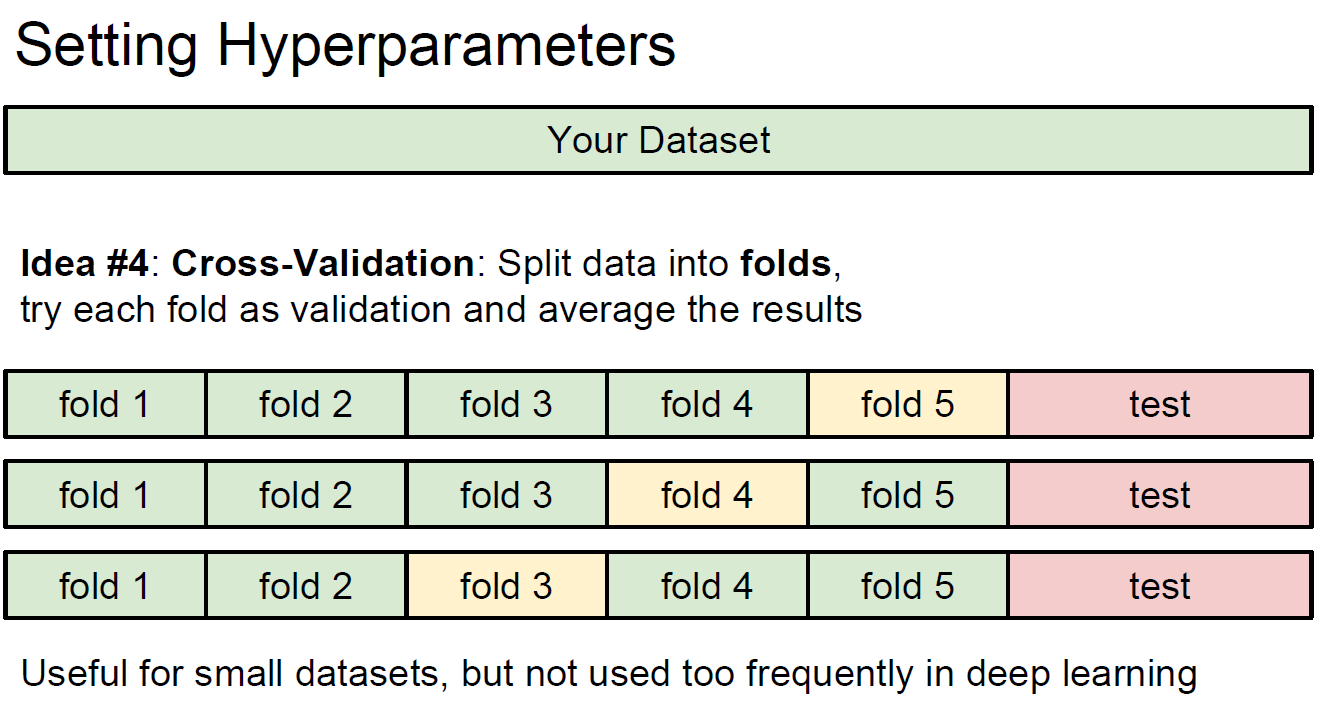 Setting Hyperparameters
Your Dataset
Idea #4: Cross-Validation: Split data into folds,
try each fold as validation and average the results
fold 1 fold 2 fold 3 fold 4 fold 5 test
fold 1 fold 2 fold 3 fold 4 fold 5 test
fold 1 fold 2 fold 3 fold 4 fold 5 test
Useful for small datasets, but not used too frequently in deep learning